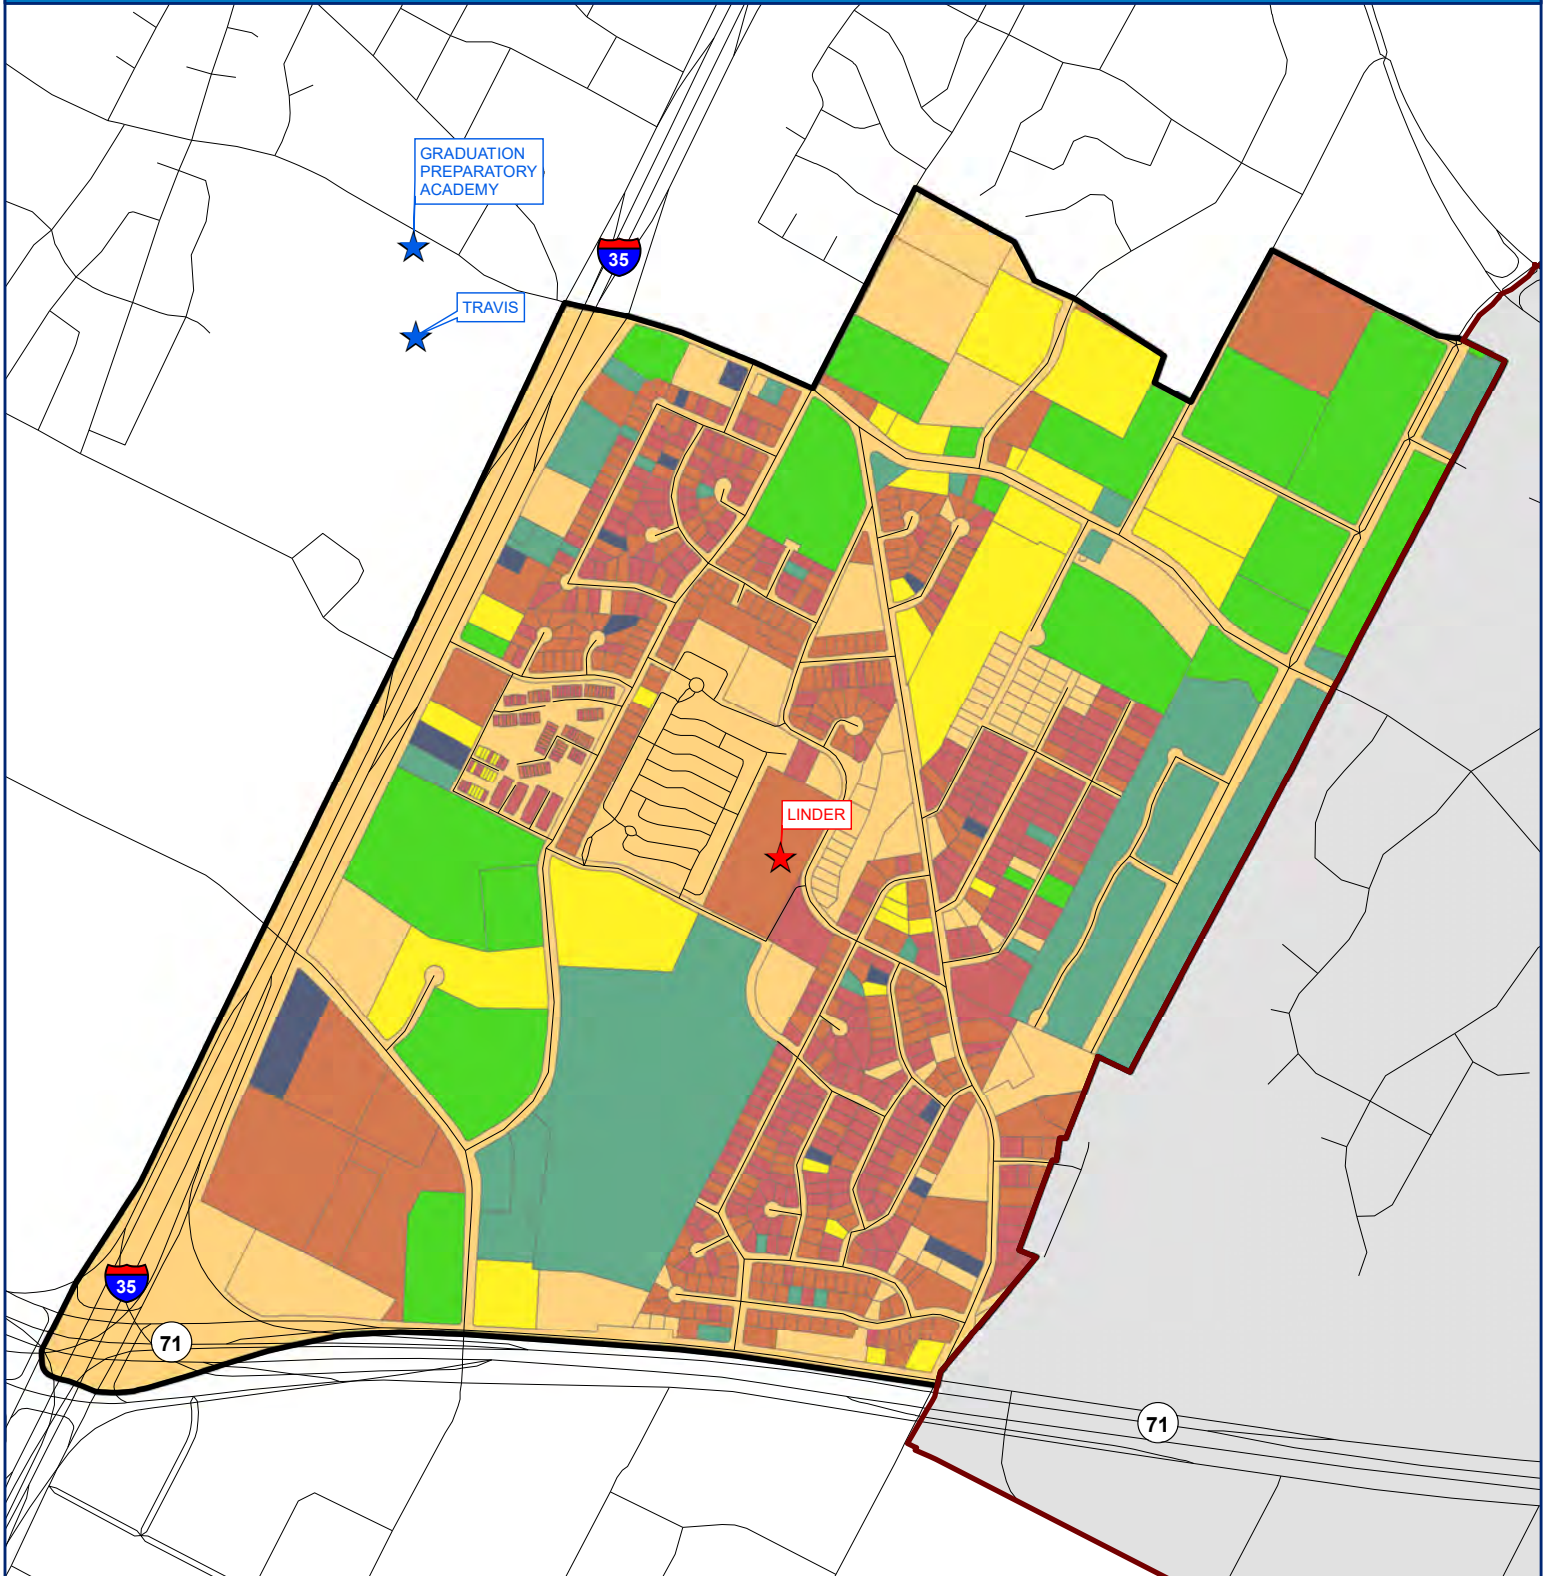 GRADUATION
PREPARATORY
ACADEMY
35
TRAVIS
LINDER
35
71
71